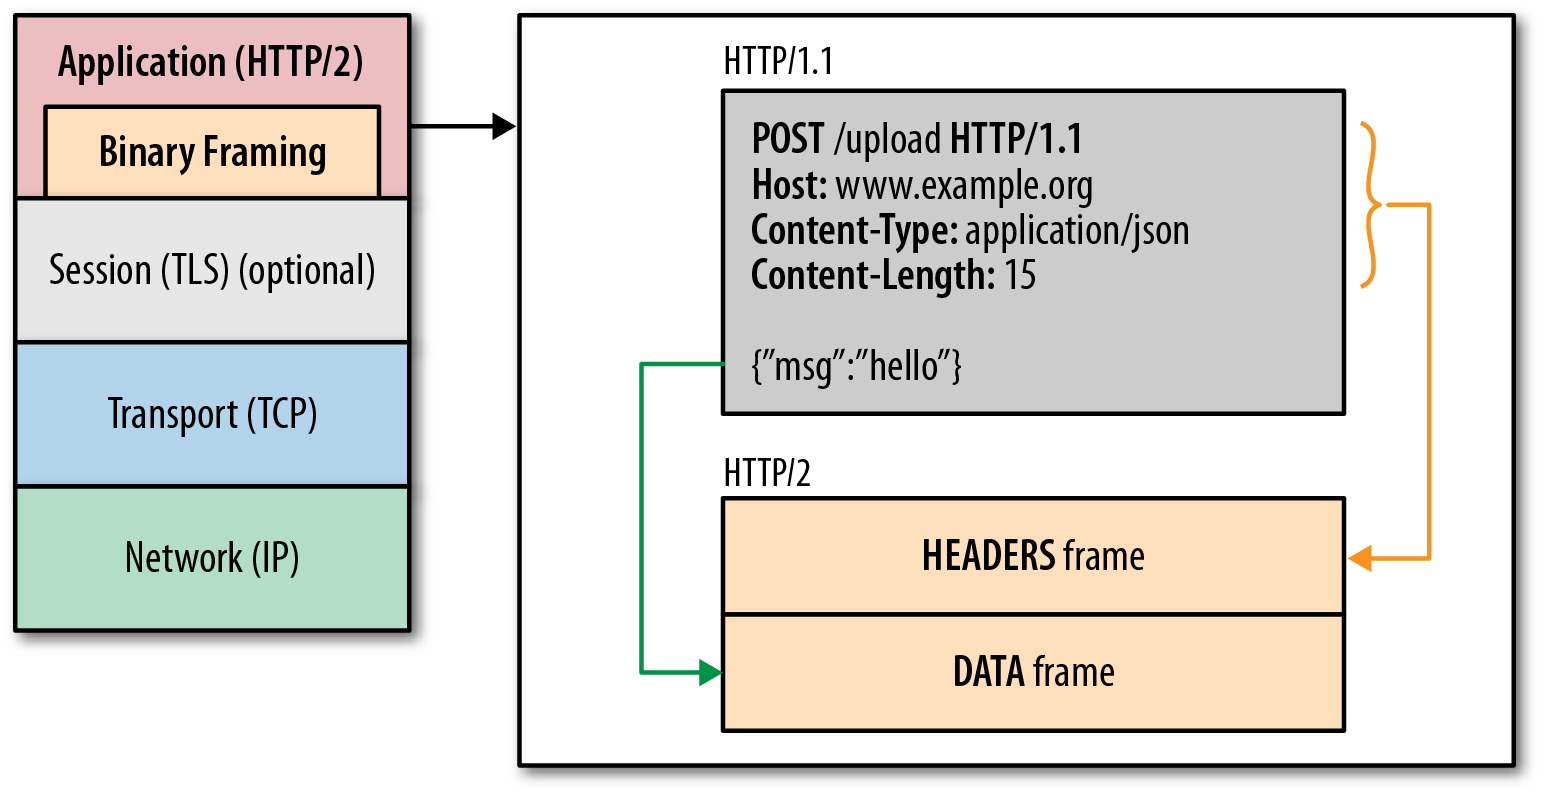 Application (HTTP/2)
Binary Framing
Session (TLS) (optional)
Transport (TCP)
Network (IP)
HTTP/1.1
POST /upload HTTP/1.1
Host: www.example.org
Content-Type: application/json
Content-Length: 15
{”msg”:”hello”}
HTTP/2
HEADERS frame
DATA frame